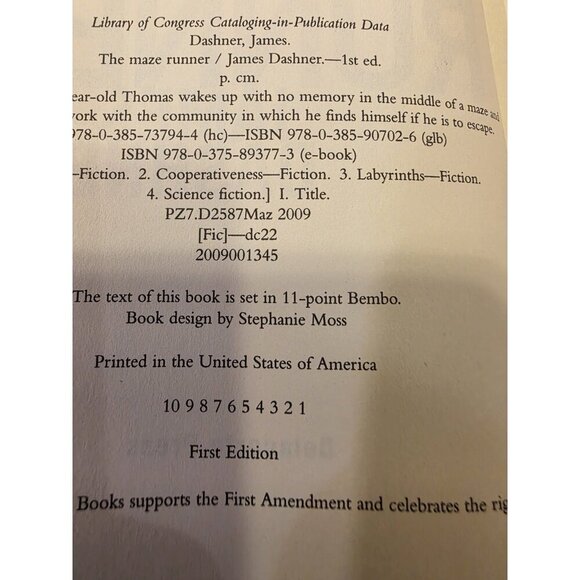 Library of Congress Cataloging-in-Publication Data
Dashner, James.
The maze runner / James Dashner.—1st ed.
p. cm.
ear-old Thomas wakes up with no memory in the middle of a maze and
ork with the community in which he finds himself if he is to escape.
78-0-385-73794-4 (hc)—ISBN 978-0-385-90702-6 (glb)
ISBN 978-0-375-89377-3 (e-book)
—Fiction. 2. Cooperativeness—Fiction. 3. Labyrinths—Fiction.
4. Science fiction.] I. Title.
PZ7.D2587Maz 2009
[Fic]—dc22
2009001345
The text of this book is set in 11-point Bembo.
Book design by Stephanie Moss
Printed in the United States of America
10 9 8 7 6 5 4 3 2 1
First Edition
Books supports the First Amendment and celebrates the rig